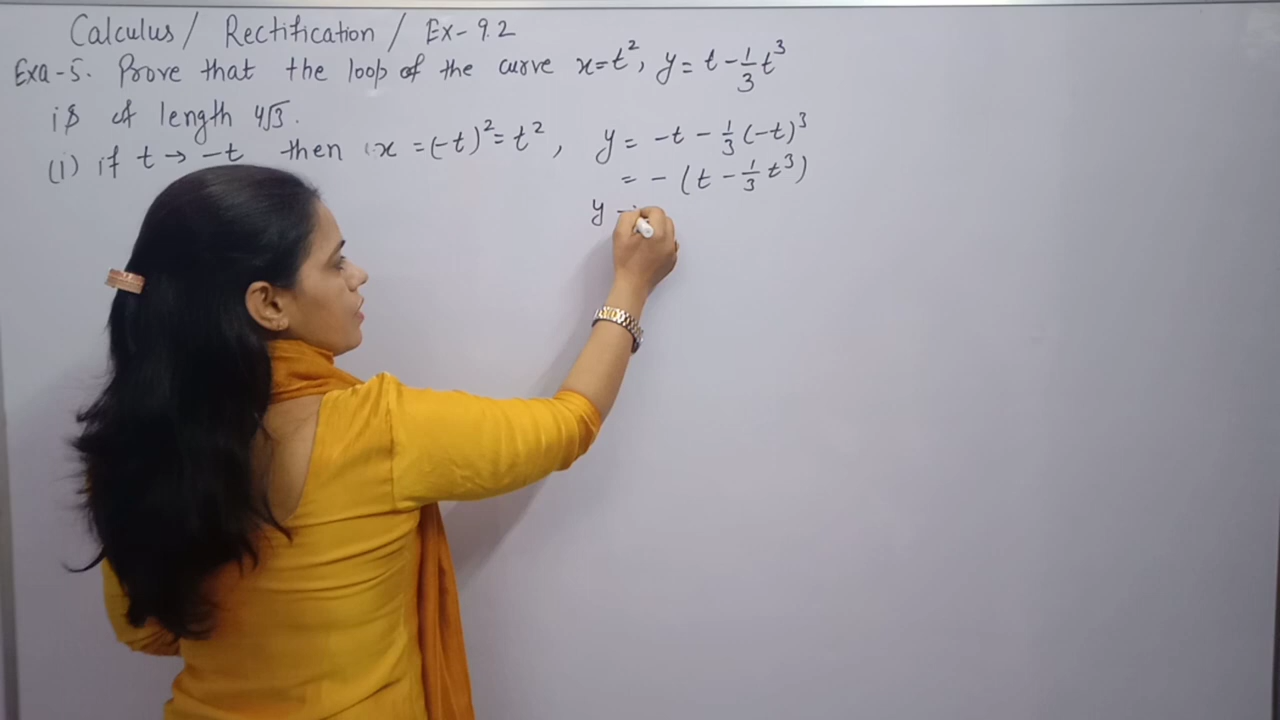 Calculus / Rectification / Ex-9.2
Exa-5. Prove that the loop of the curve x=t², y = t - 1/3 t³
is of length 4√3.
(i) if t → -t then x = (-t)² = t², y = -t - 1/3 (-t)³
= - (t - 1/3 t³)
y